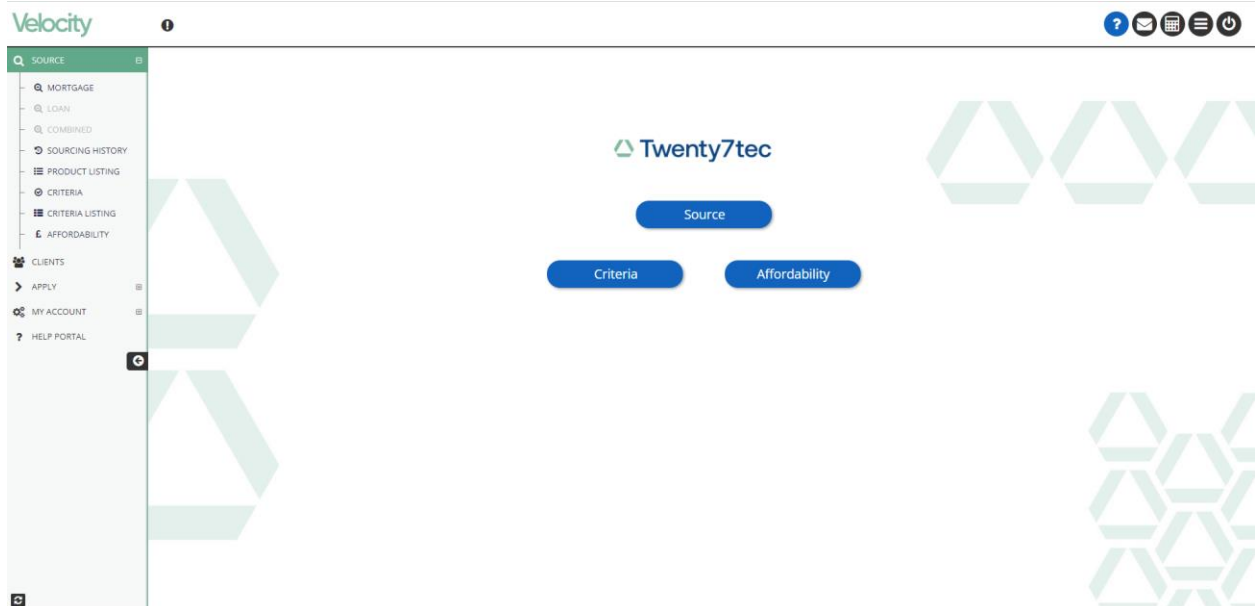 Velocity
SOURCE
MORTGAGE
LOAN
COMBINED
SOURCING HISTORY
PRODUCT LISTING
CRITERIA
CRITERIA LISTING
£ AFFORDABILITY
CLIENTS
APPLY
MY ACCOUNT
? HELP PORTAL
?
Twenty7tec
Source
Criteria
Affordability